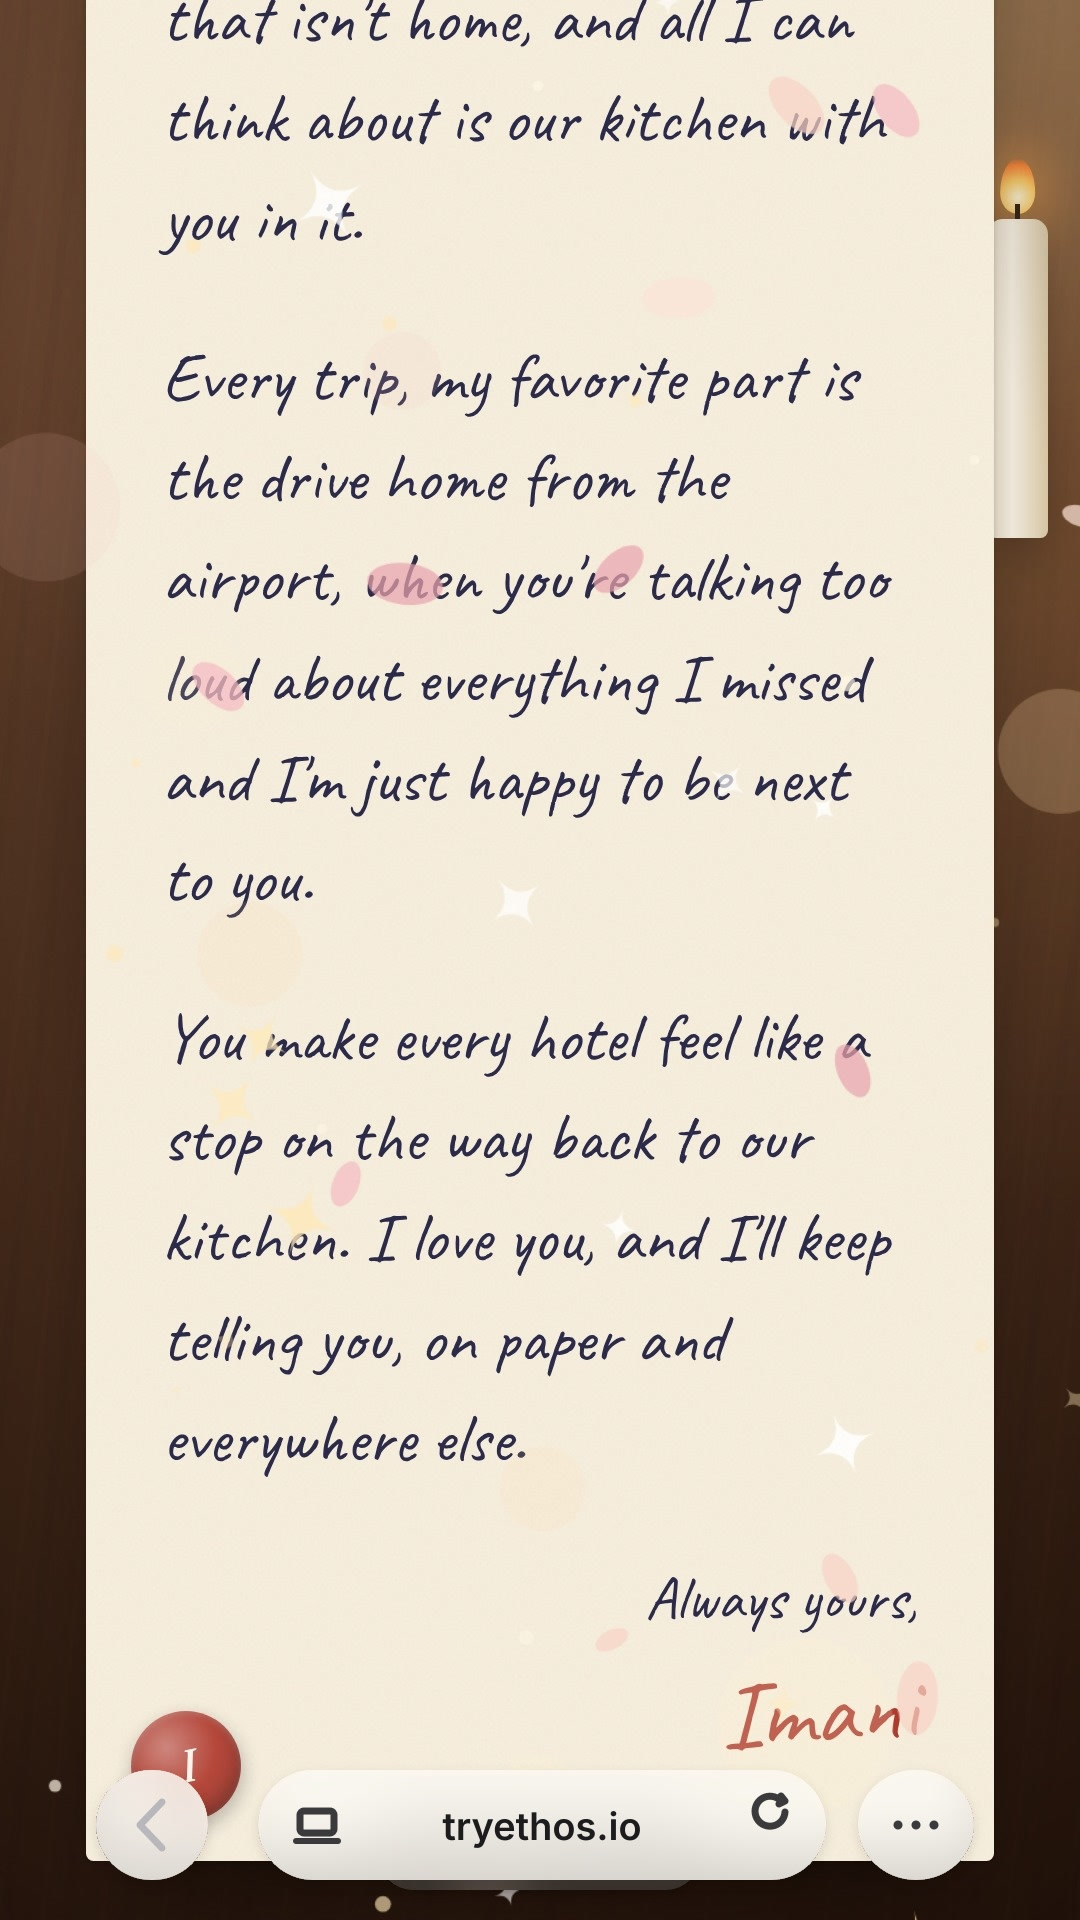 that isn't home, and all I can
think about is our kitchen with
you in it.
Every trip, my favorite part is
the drive home from the
airport, when you're talking too
loud about everything I missed
and I'm just happy to be next
to you.
You make every hotel feel like a
stop on the way back to our
kitchen. I love you, and I'll keep
telling you, on paper and
everywhere else.
Always yours,
Imani
I
tryethos.io